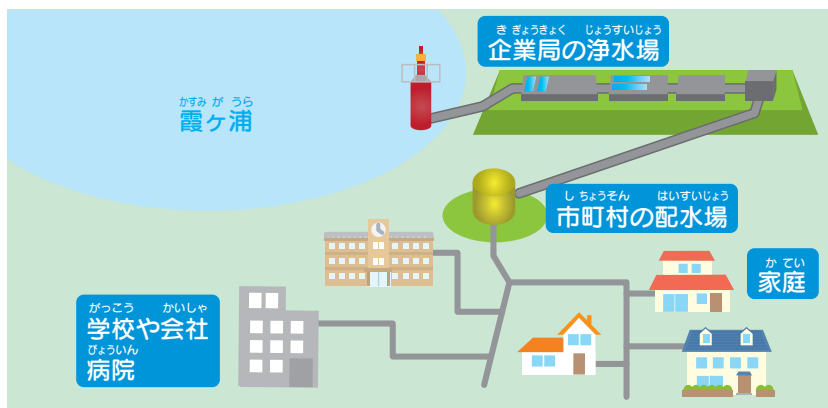 き ぎょうきょく じょうすいじょう
企業局の浄水場
かすみ が うら
霞ヶ浦
し ちょうそん はいすいじょう
市町村の配水場
か てい
家庭
がっこう かいしゃ
学校や会社
びょういん
病院